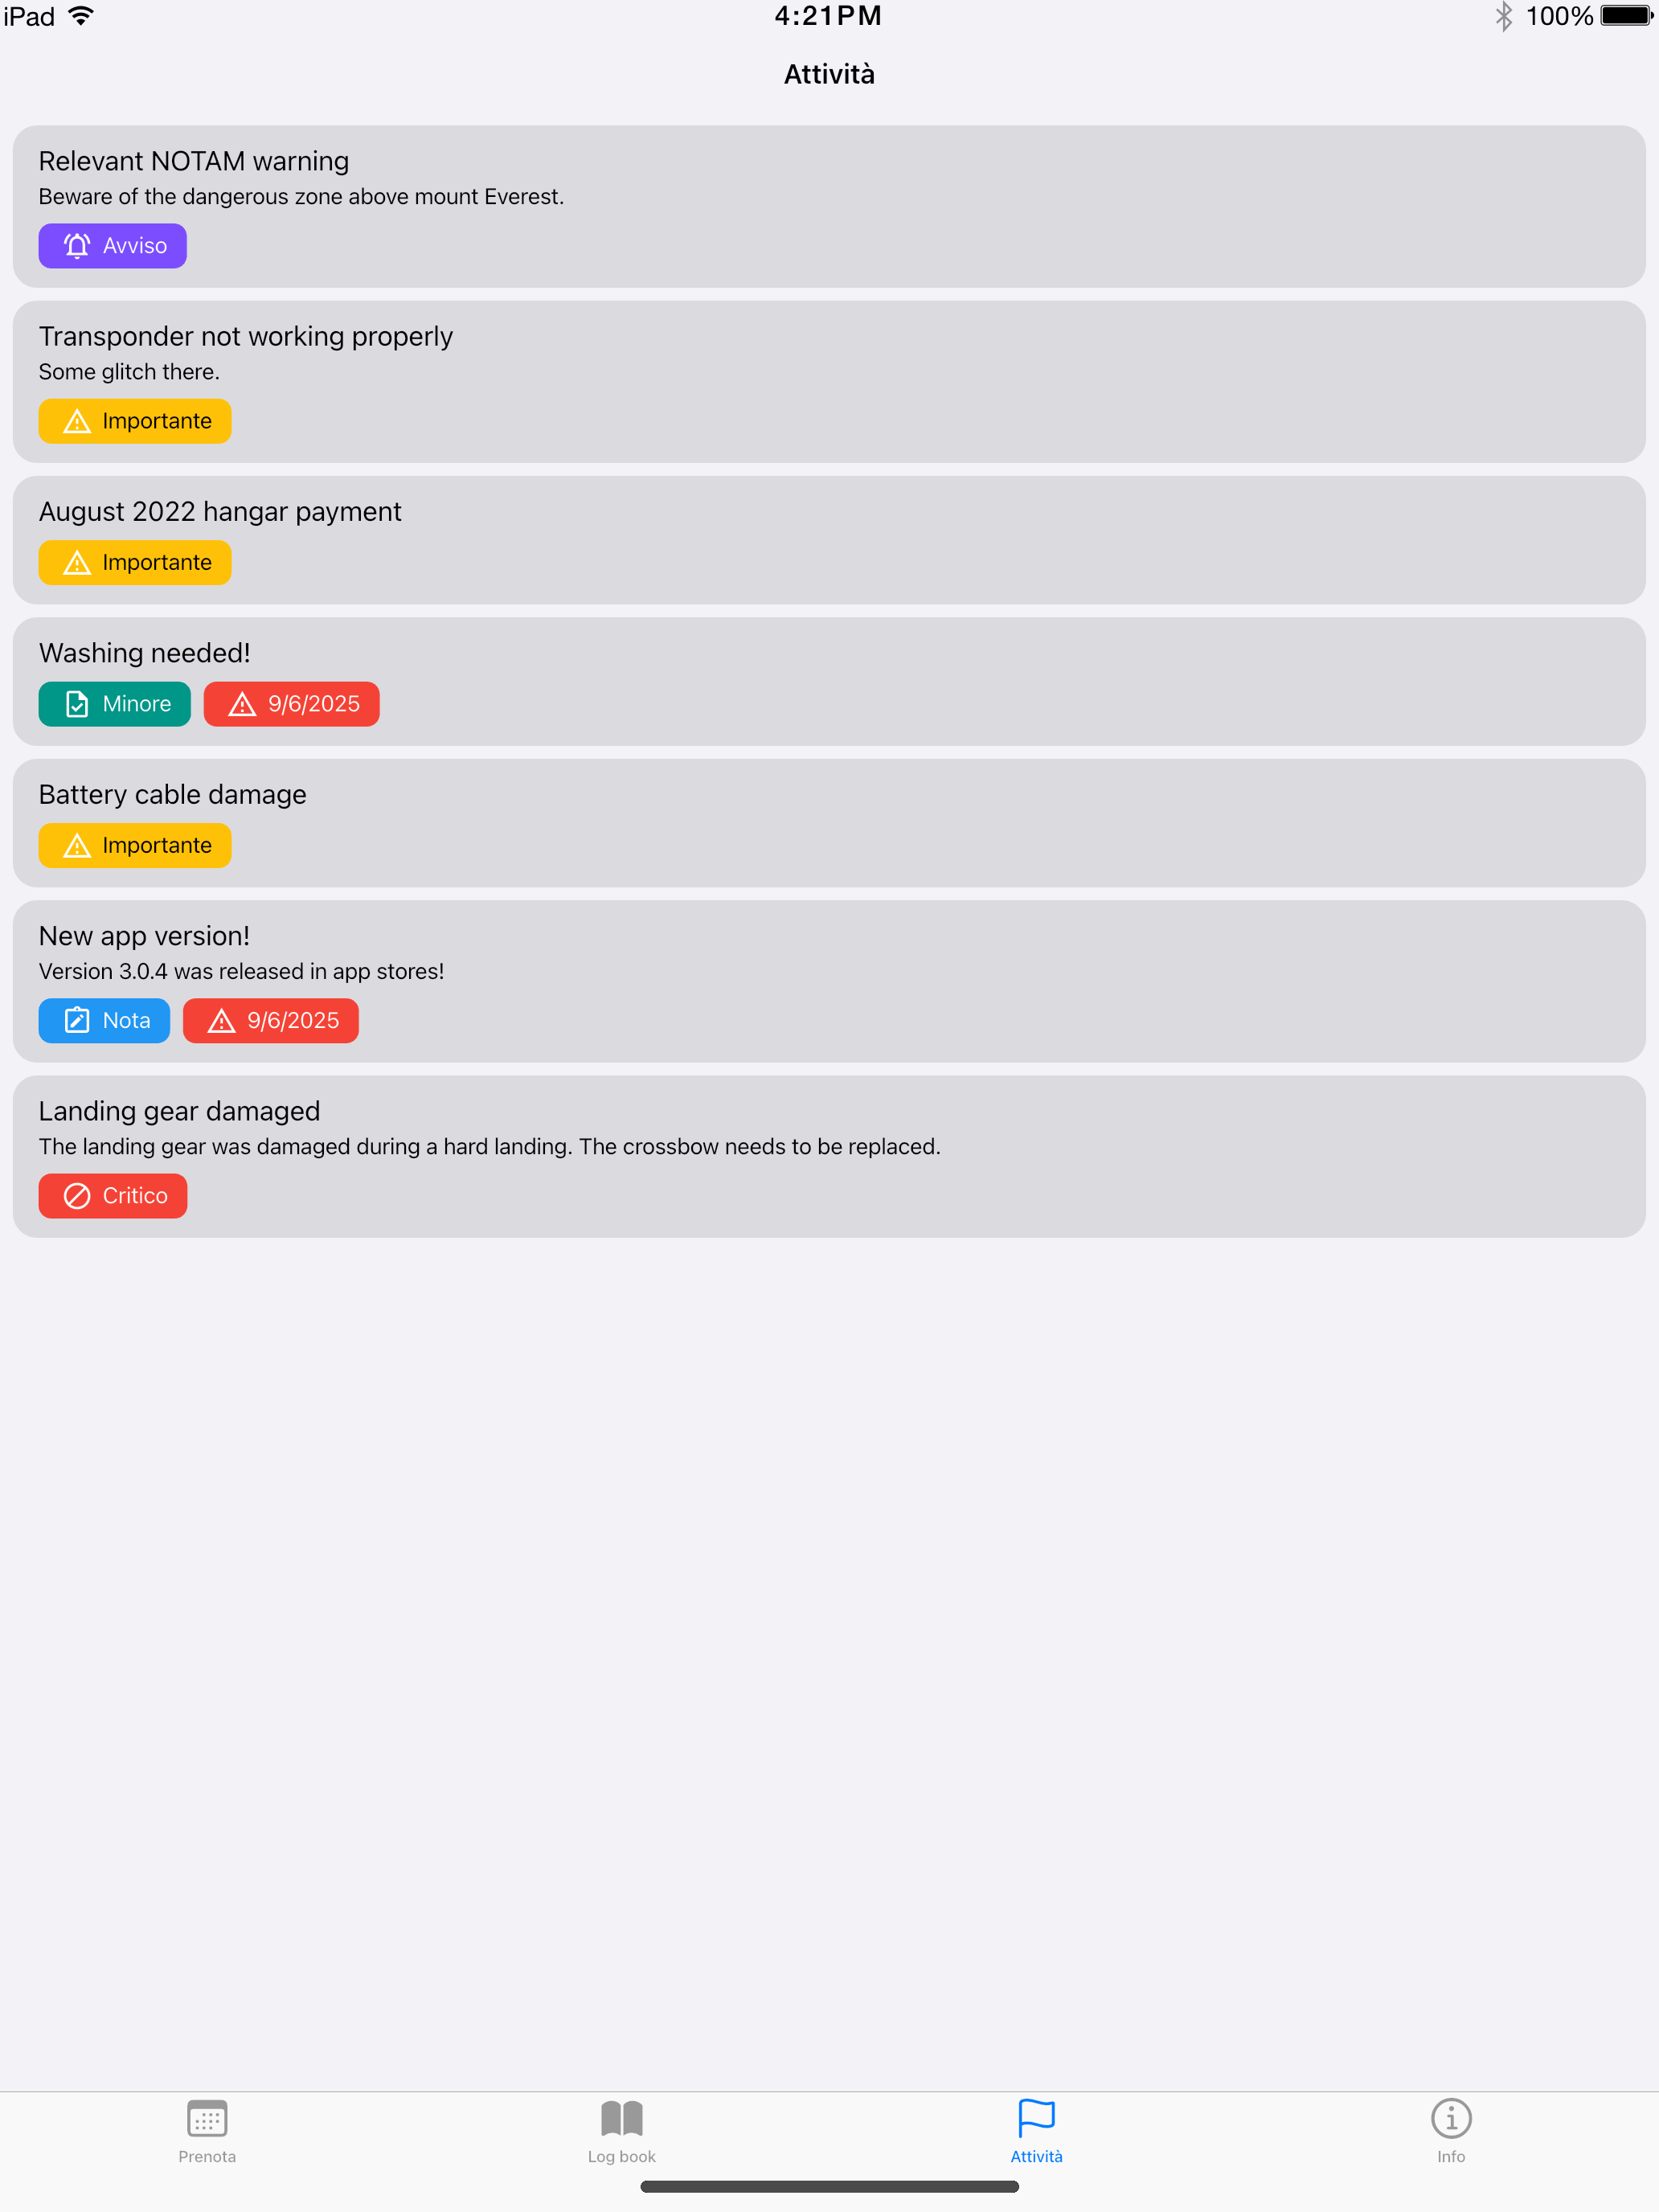 iPad 4:21PM 100%
Attività
Relevant NOTAM warning
Beware of the dangerous zone above mount Everest.
Avviso
Transponder not working properly
Some glitch there.
Importante
August 2022 hangar payment
Importante
Washing needed!
Minore 9/6/2025
Battery cable damage
Importante
New app version!
Version 3.0.4 was released in app stores!
Nota 9/6/2025
Landing gear damaged
The landing gear was damaged during a hard landing. The crossbow needs to be replaced.
Critico
Prenota Log book Attività Info